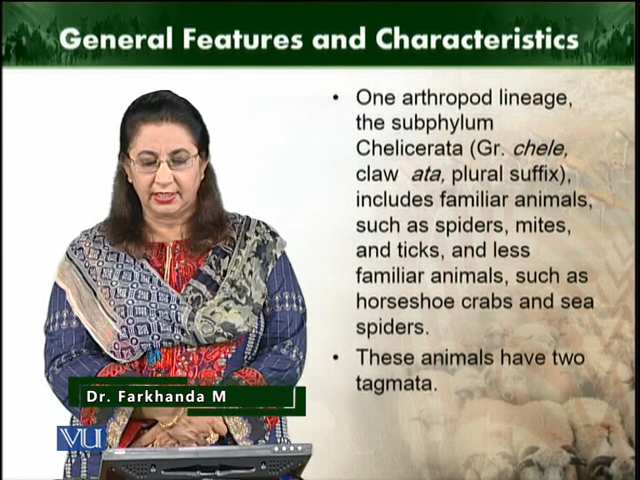 General Features and Characteristics
• One arthropod lineage,
the subphylum
Chelicerata (Gr. chele,
claw ata, plural suffix),
includes familiar animals,
such as spiders, mites,
and ticks, and less
familiar animals, such as
horseshoe crabs and sea
spiders.
• These animals have two
tagmata.
Dr. Farkhanda M
VU